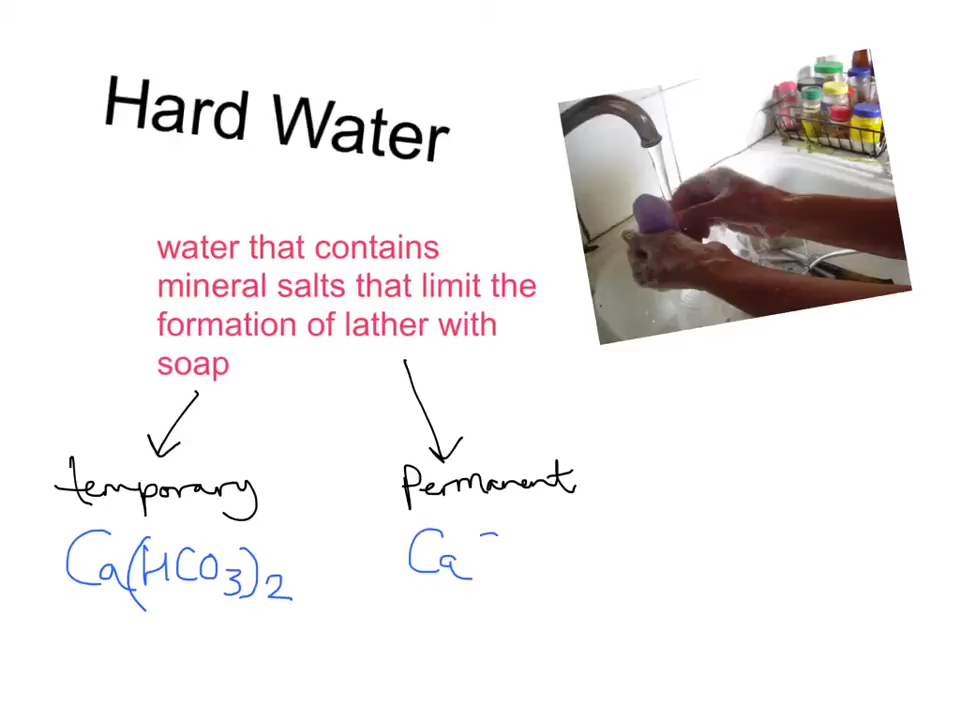 Hard Water
water that contains
mineral salts that limit the
formation of lather with
soap
temporary
Permanent
Ca(HCO3)2
Ca